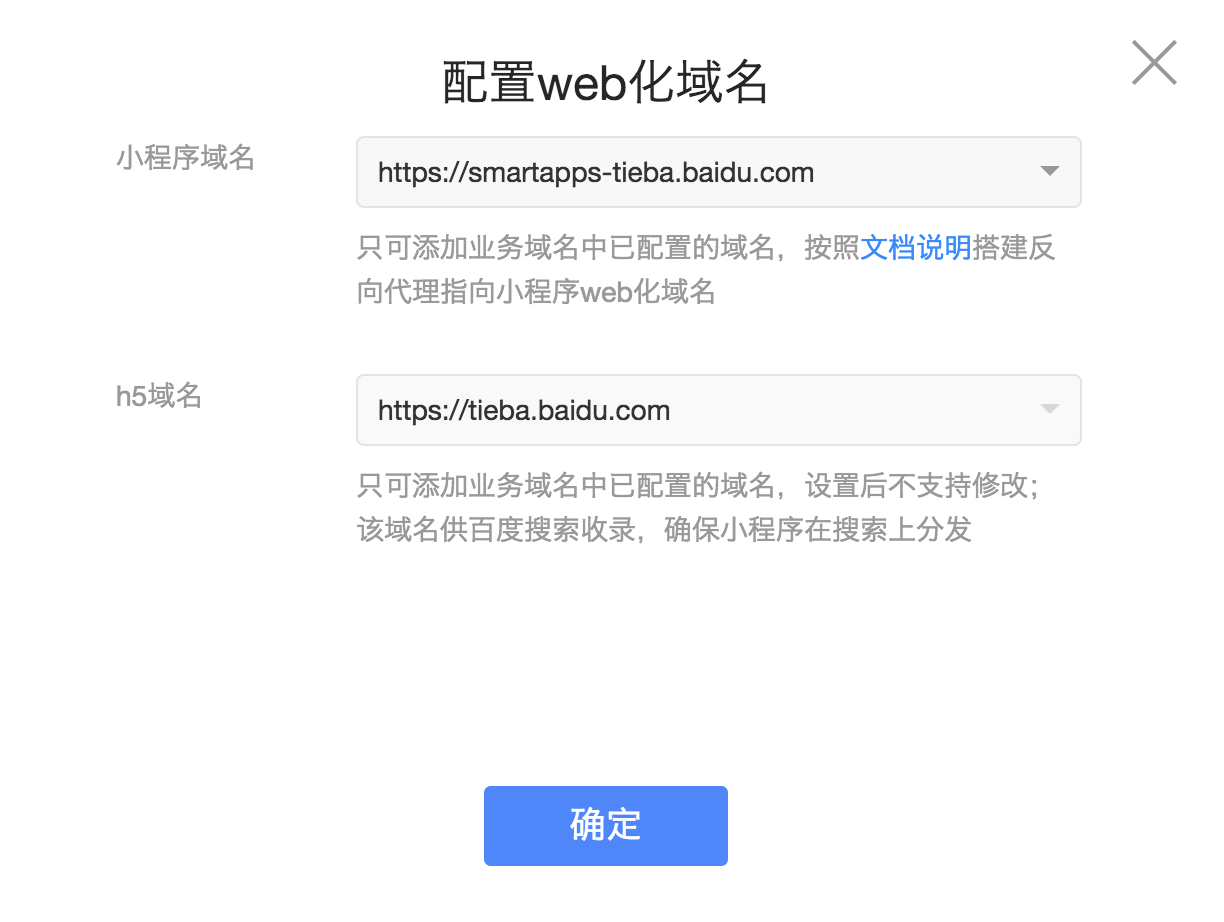 配置web化域名
小程序域名
https://smartapps-tieba.baidu.com
只可添加业务域名中已配置的域名，按照文档说明搭建反
向代理指向小程序web化域名
h5域名
https://tieba.baidu.com
只可添加业务域名中已配置的域名，设置后不支持修改；
该域名供百度搜索收录，确保小程序在搜索上分发
确定